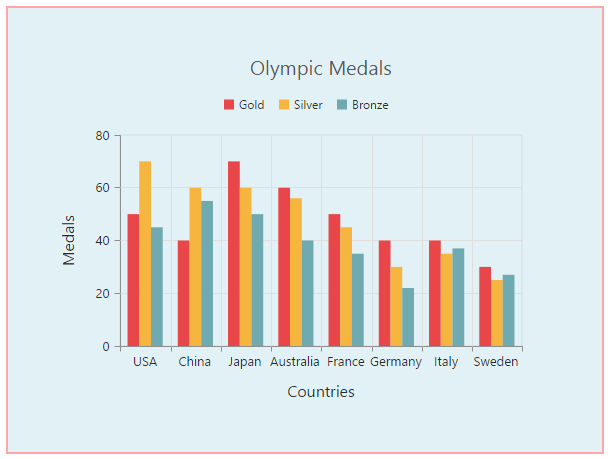 Olympic Medals
Gold Silver Bronze
80
60
40
20
0
Medals
USA China Japan Australia France Germany Italy Sweden
Countries